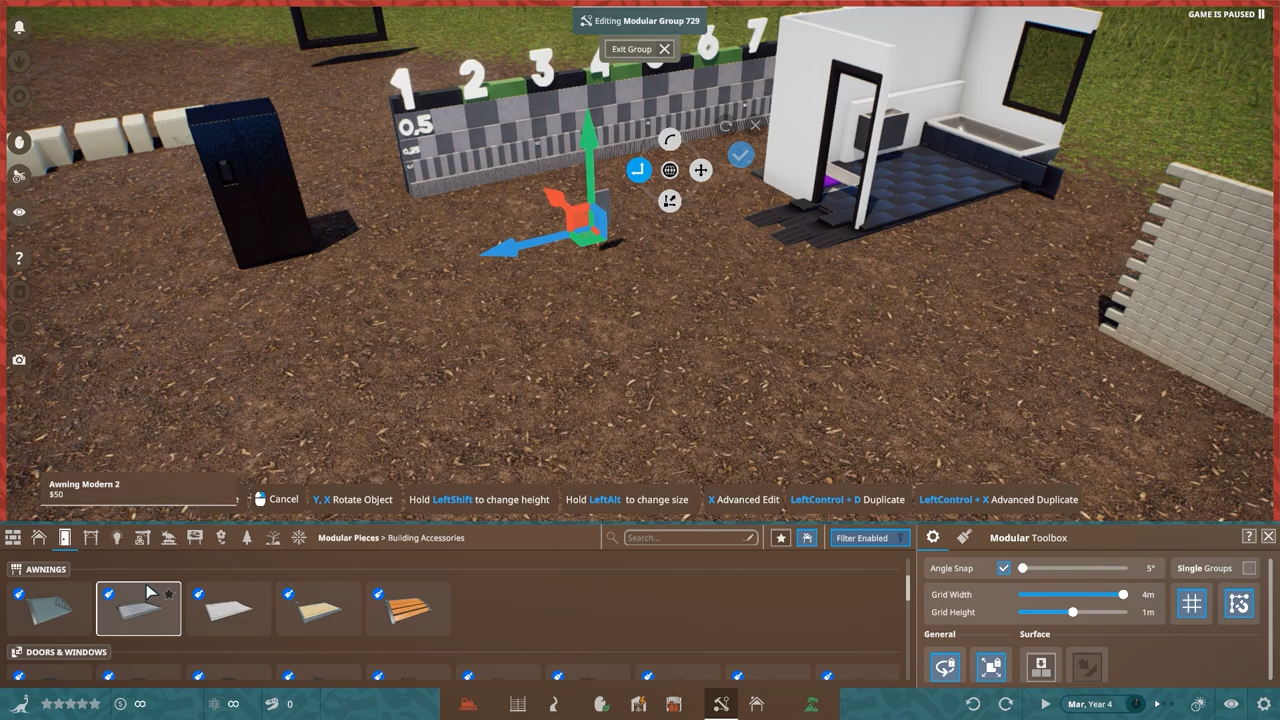 Editing Modular Group 729
GAME IS PAUSED
Exit Group
1 2 3 4 6 7
0.5
Awning Modern 2
$50
Cancel
Y, X Rotate Object
Hold LeftShift to change height
Hold LeftAlt to change size
X Advanced Edit
LeftControl + D Duplicate
LeftControl + X Advanced Duplicate
Modular Pieces > Building Accessories
Search...
Filter Enabled
Modular Toolbox
AWNINGS
Angle Snap
5°
Single Groups
Grid Width
4m
Grid Height
1m
General
Surface
DOORS & WINDOWS
0
Mar, Year 4